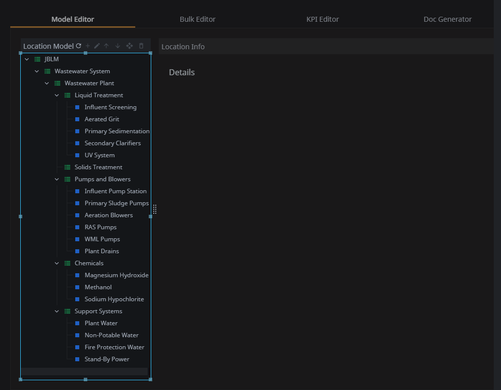 Model Editor Bulk Editor KPI Editor Doc Generator
Location Model Location Info
JBLM
Wastewater System Details
Wastewater Plant
Liquid Treatment
Influent Screening
Aerated Grit
Primary Sedimentation
Secondary Clarifiers
UV System
Solids Treatment
Pumps and Blowers
Influent Pump Station
Primary Sludge Pumps
Aeration Blowers
RAS Pumps
WML Pumps
Plant Drains
Chemicals
Magnesium Hydroxide
Methanol
Sodium Hypochlorite
Support Systems
Plant Water
Non-Potable Water
Fire Protection Water
Stand-By Power